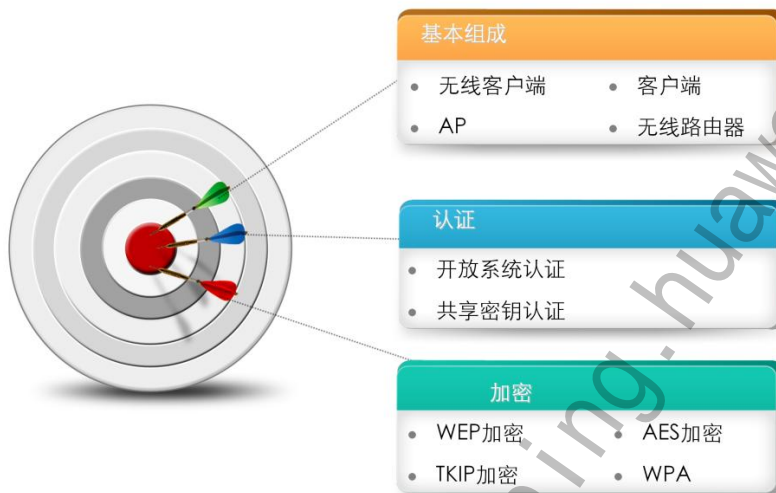 基本组成
无线客户端
客户端
AP
无线路由器
认证
开放系统认证
共享密钥认证
加密
WEP加密
AES加密
TKIP加密
WPA
ning.huawe